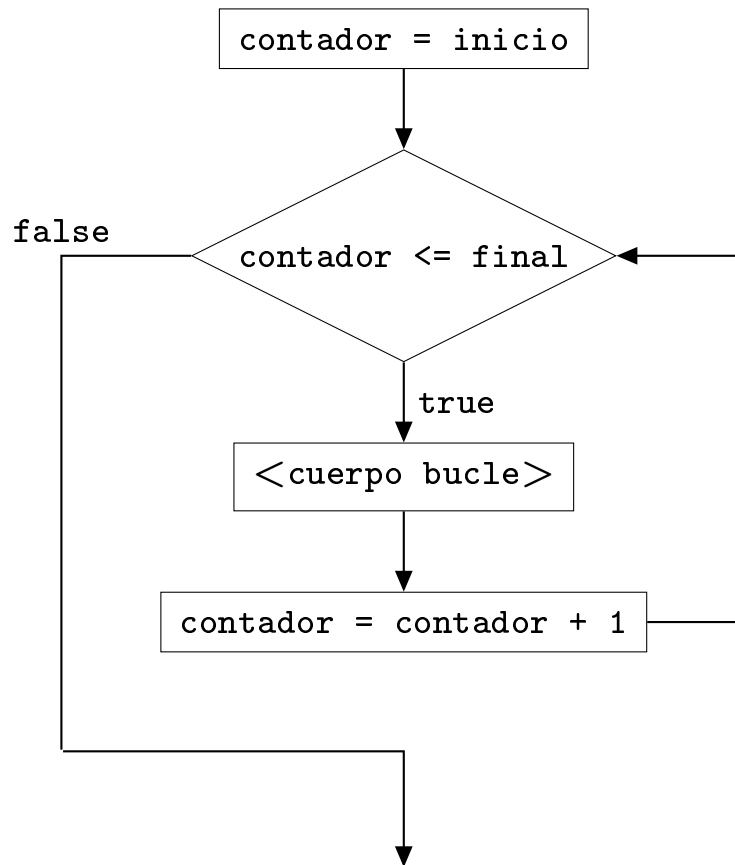 contador = inicio
false
contador <= final
true
<cuerpo bucle>
contador = contador + 1